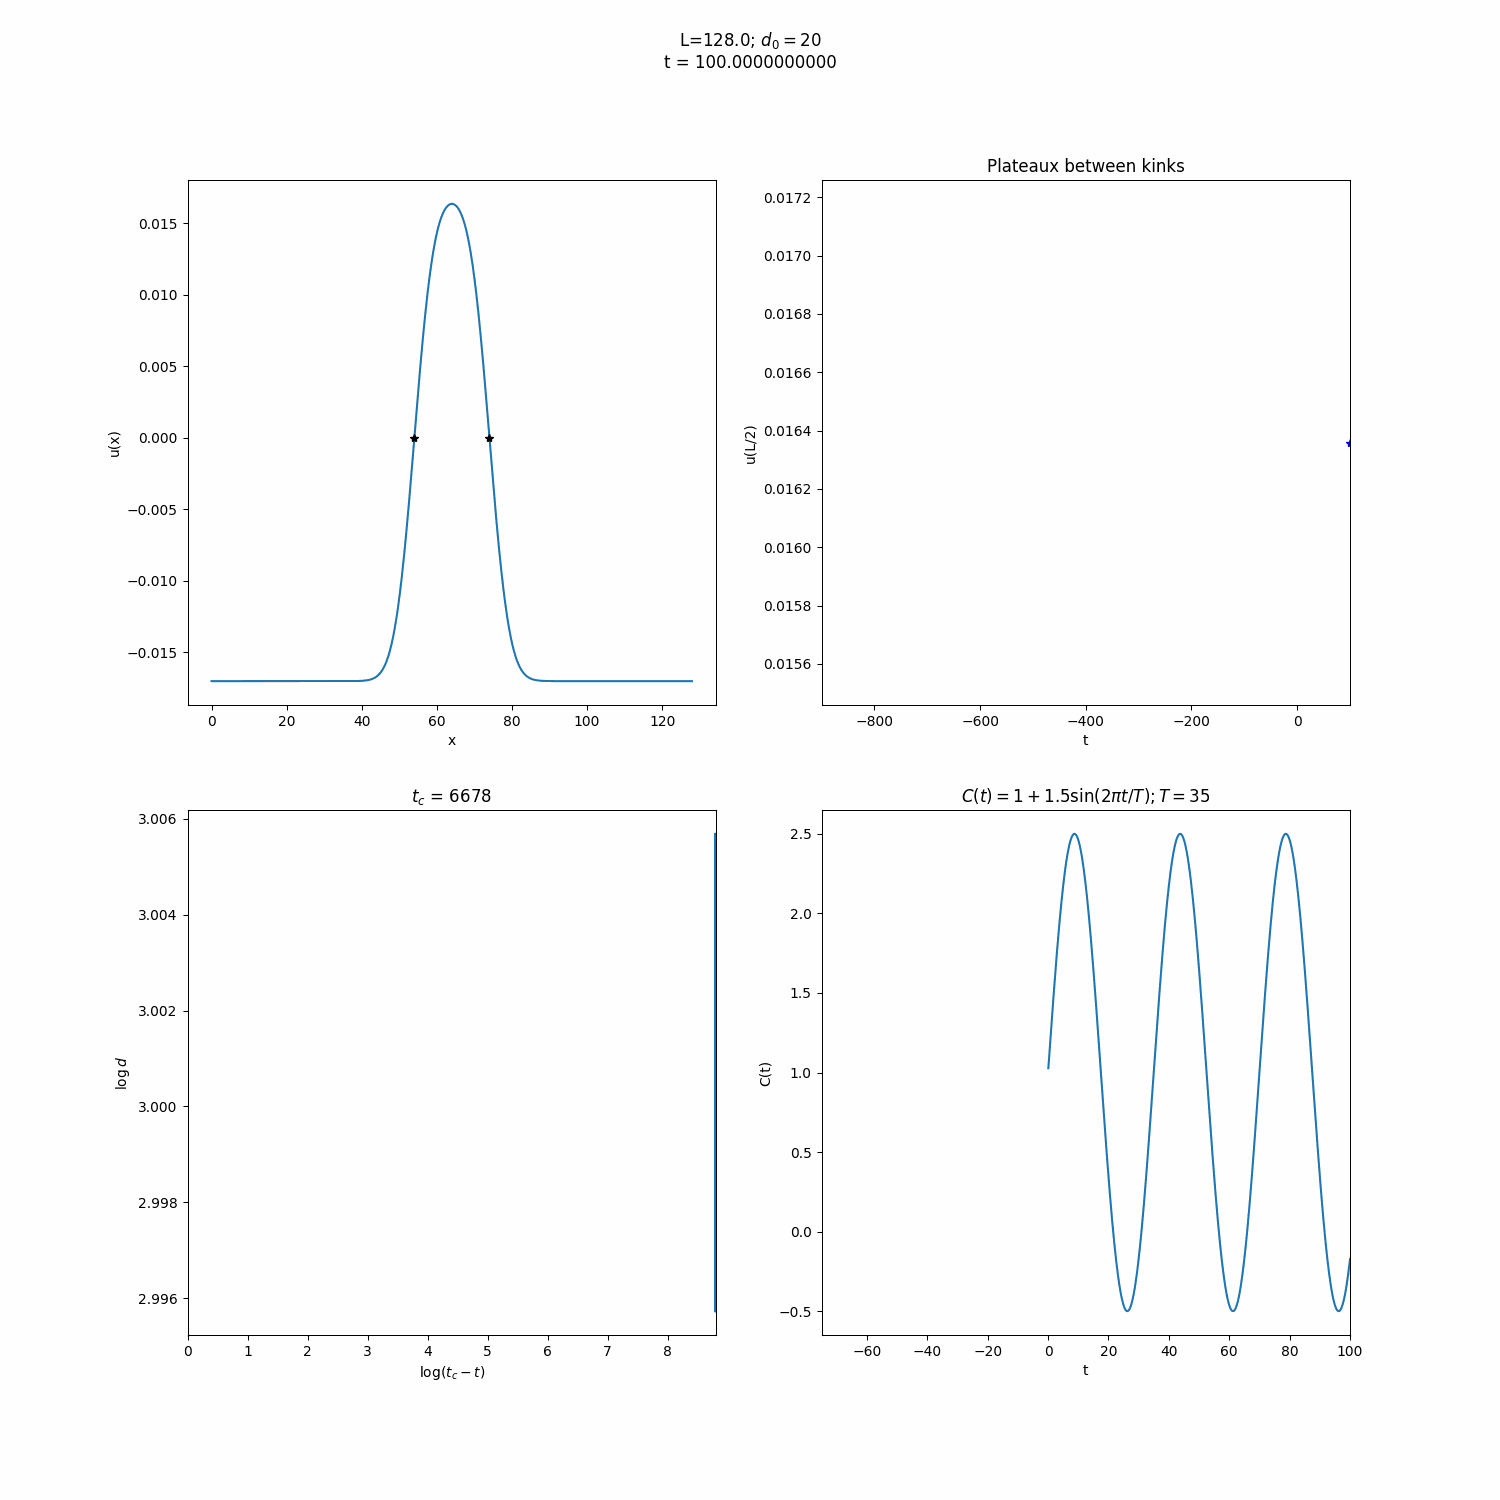 L=128.0; d₀ = 20
t = 100.0000000000
0.015
0.010
0.005
0.000
−0.005
−0.010
−0.015
u(x)
0 20 40 60 80 100 120
x
Plateaux between kinks
0.0172
0.0170
0.0168
0.0166
0.0164
0.0162
0.0160
0.0158
0.0156
u(L/2)
−800 −600 −400 −200 0
t
t_c = 6678
3.006
3.004
3.002
3.000
2.998
2.996
log d
0 1 2 3 4 5 6 7 8
log(t_c − t)
C(t) = 1 + 1.5sin(2πt/T); T = 35
2.5
2.0
1.5
1.0
0.5
0.0
−0.5
C(t)
−60 −40 −20 0 20 40 60 80 100
t